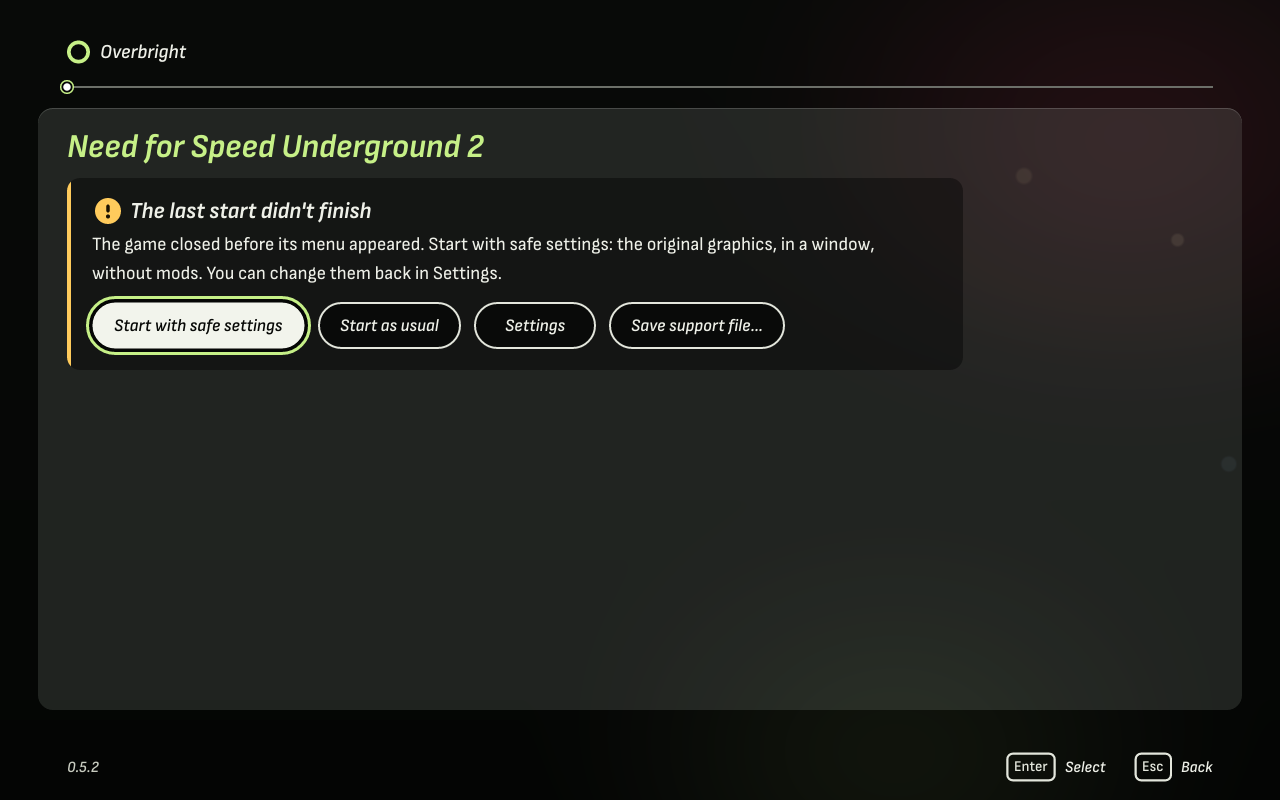 Overbright
Need for Speed Underground 2
The last start didn't finish
The game closed before its menu appeared. Start with safe settings: the original graphics, in a window,
without mods. You can change them back in Settings.
Start with safe settings
Start as usual
Settings
Save support file...
0.5.2
Enter Select
Esc Back